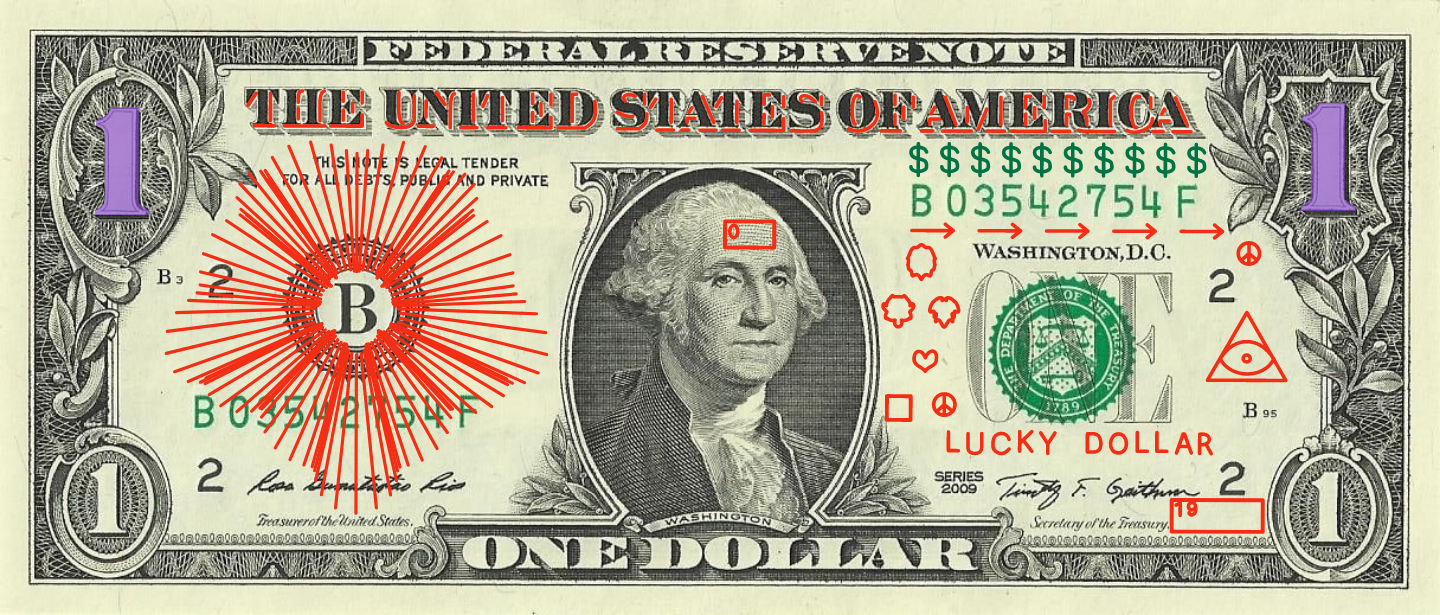 FEDERAL RESERVE NOTE
THE UNITED STATES OF AMERICA
THIS NOTE IS LEGAL TENDER
FOR ALL DEBTS, PUBLIC AND PRIVATE
$ $ $ $ $ $ $ $ $ $
B 03542754 F
WASHINGTON, D.C.
1
1
B3
2
B
0
ONE
THE DEPARTMENT OF THE TREASURY
1789
2
B 95
B 03542754 F
LUCKY DOLLAR
2
Rosa Gumataotao Rios
Treasurer of the United States.
WASHINGTON
SERIES
2009
Timothy F. Geithner
2
Secretary of the Treasury.
19
1
ONE DOLLAR
1